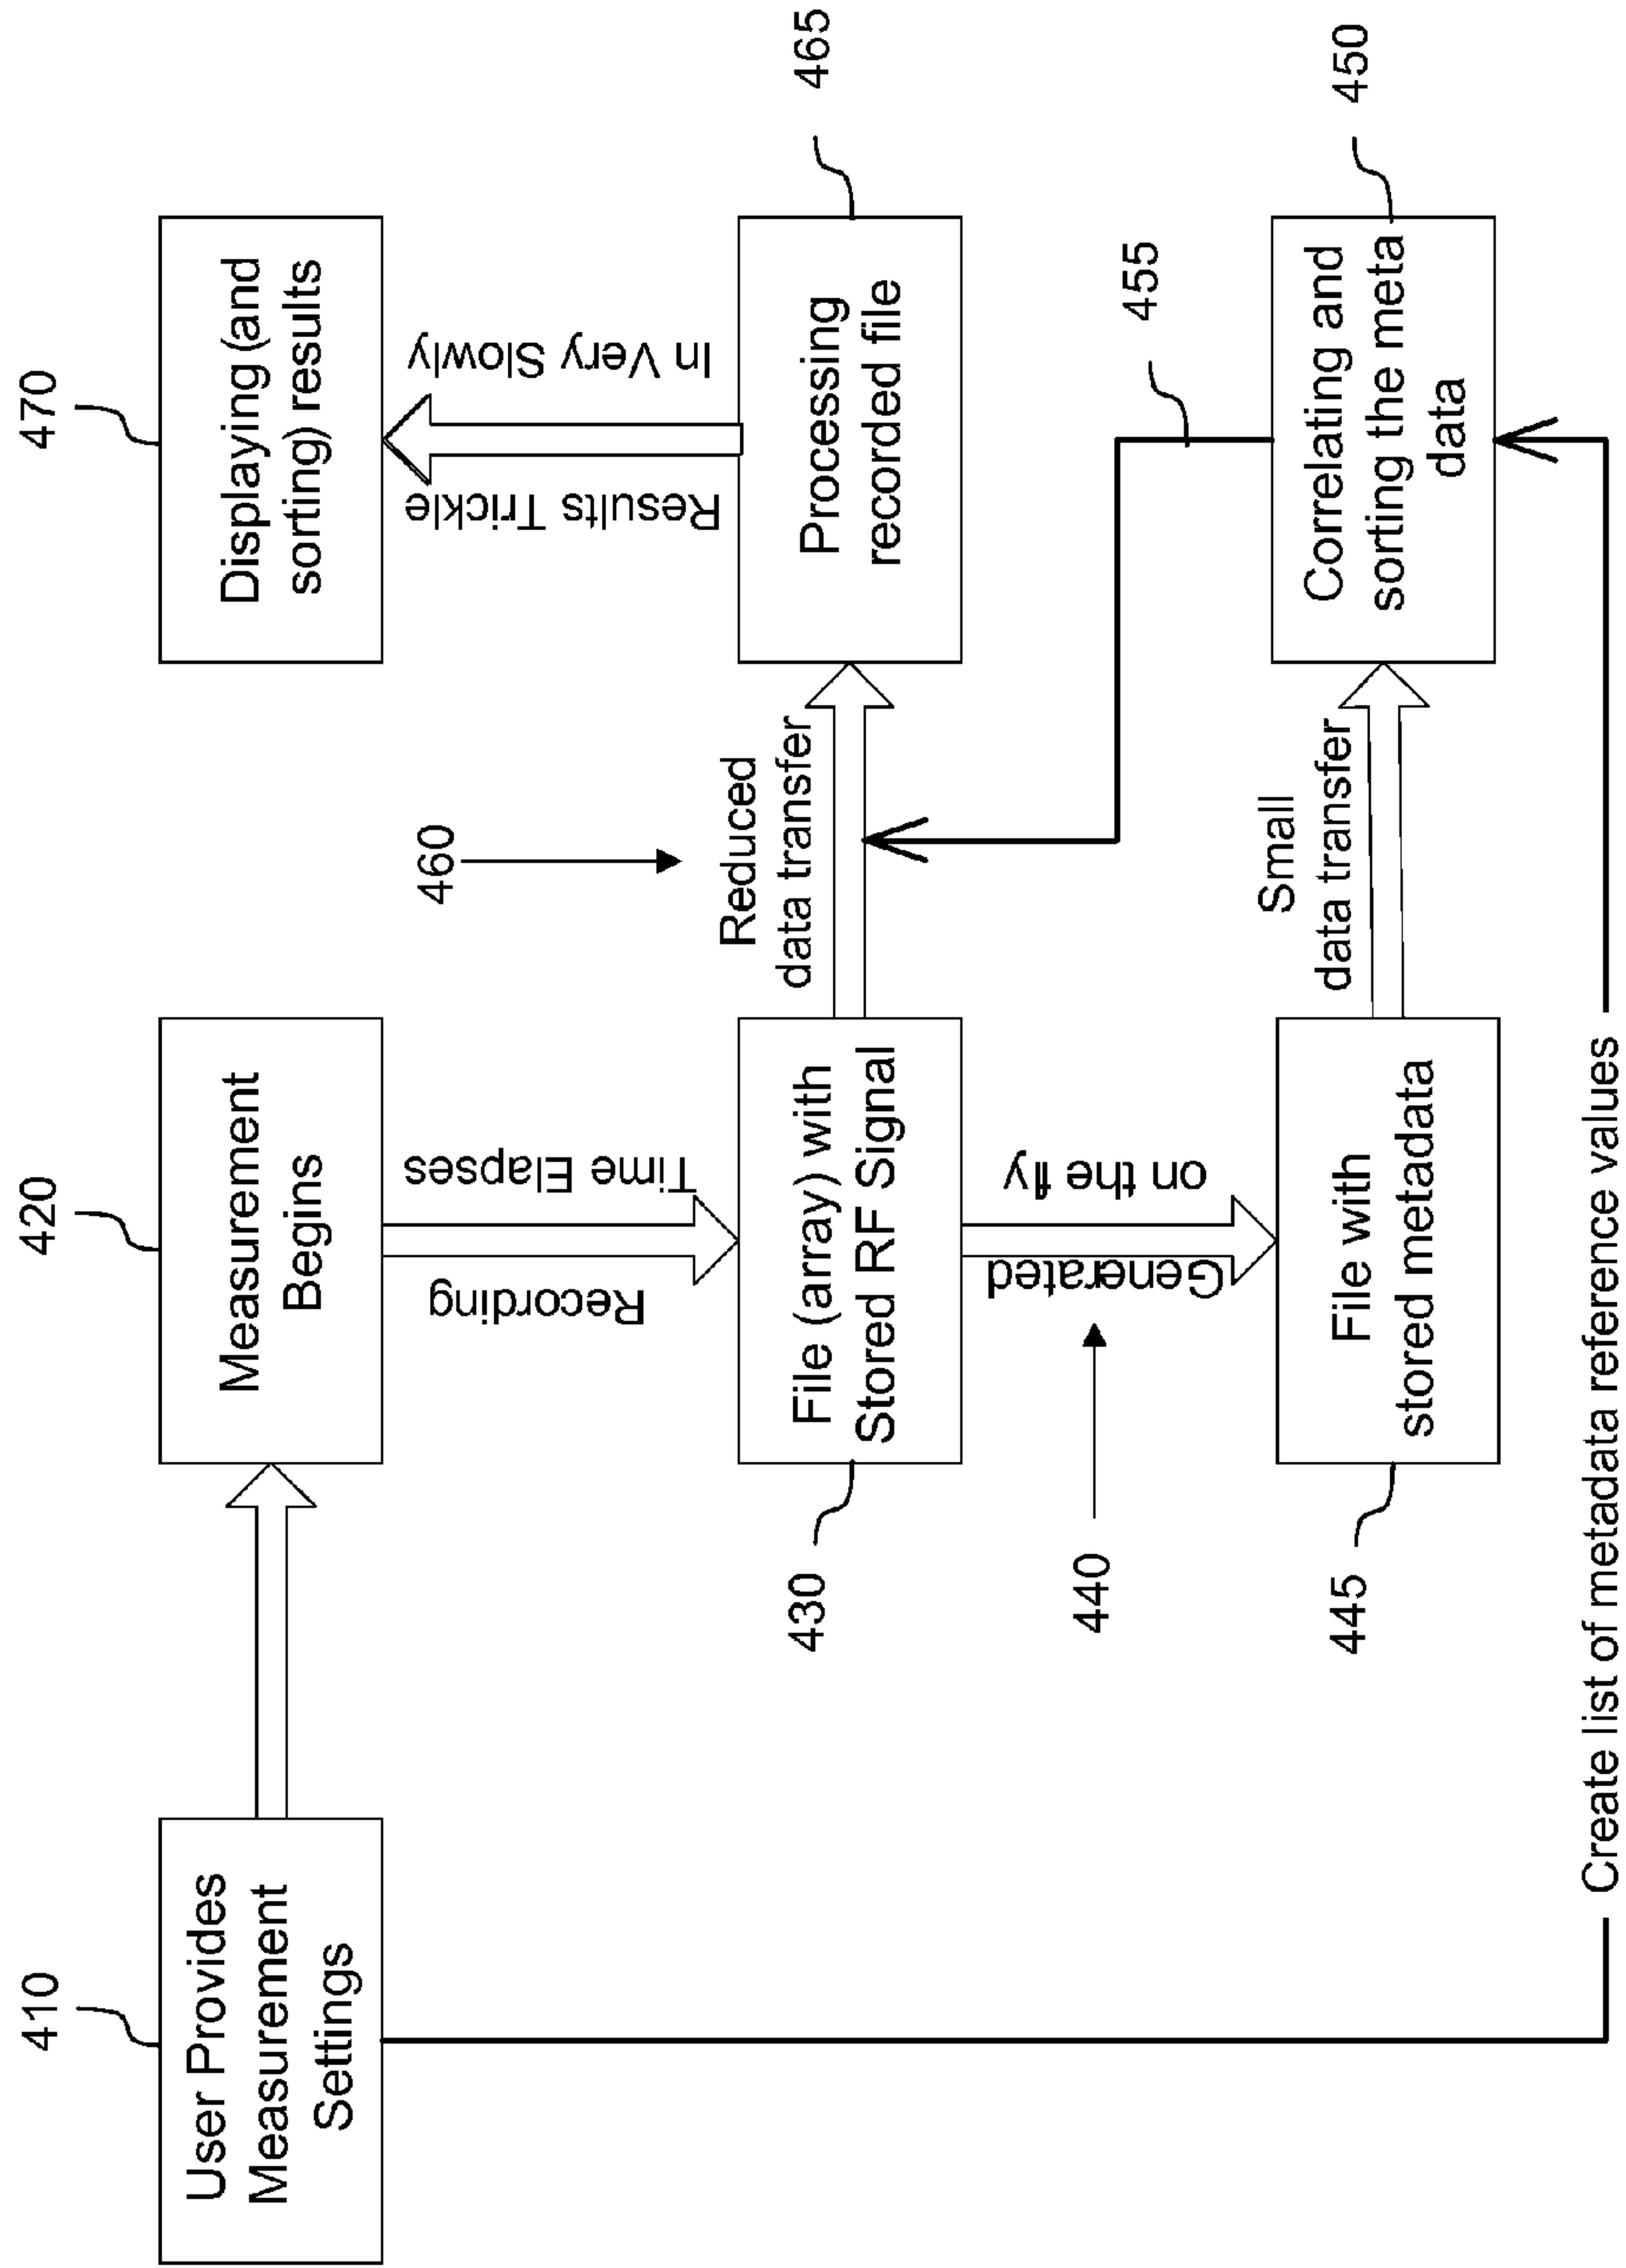 410
User Provides
Measurement
Settings
420
Measurement
Begins
Recording
Time Elapses
430
File (array) with
Stored RF Signal
440
Generated
on the fly
445
File with
stored metadata
460
Reduced
data transfer
Small
data transfer
455
470
Displaying (and
sorting) results
Results Trickle
In Very Slowly
465
Processing
recorded file
450
Correlating and
sorting the meta
data
Create list of metadata reference values